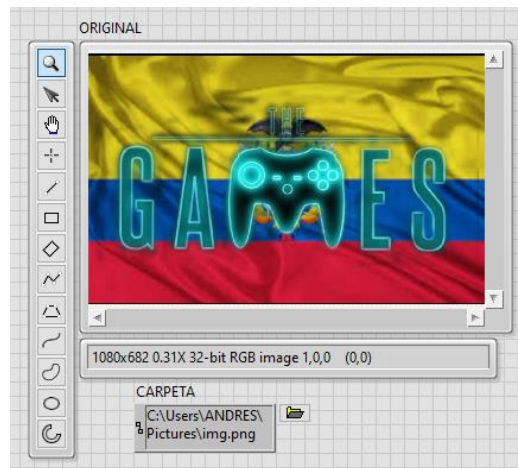 ORIGINAL
THE
GAMES
1080x682 0.31X 32-bit RGB image 1,0,0 (0,0)
CARPETA
C:\Users\ANDRES\
Pictures\img.png